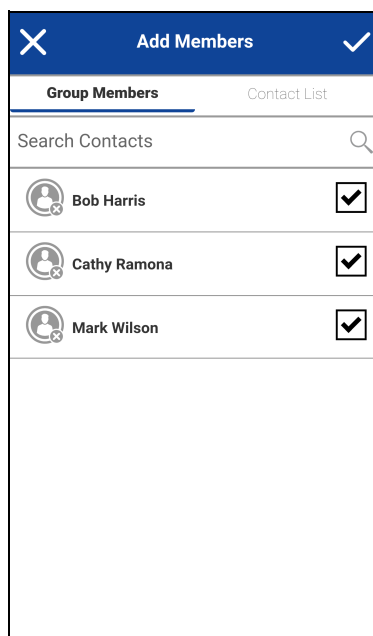 Add Members
Group Members Contact List
Search Contacts
Bob Harris
Cathy Ramona
Mark Wilson